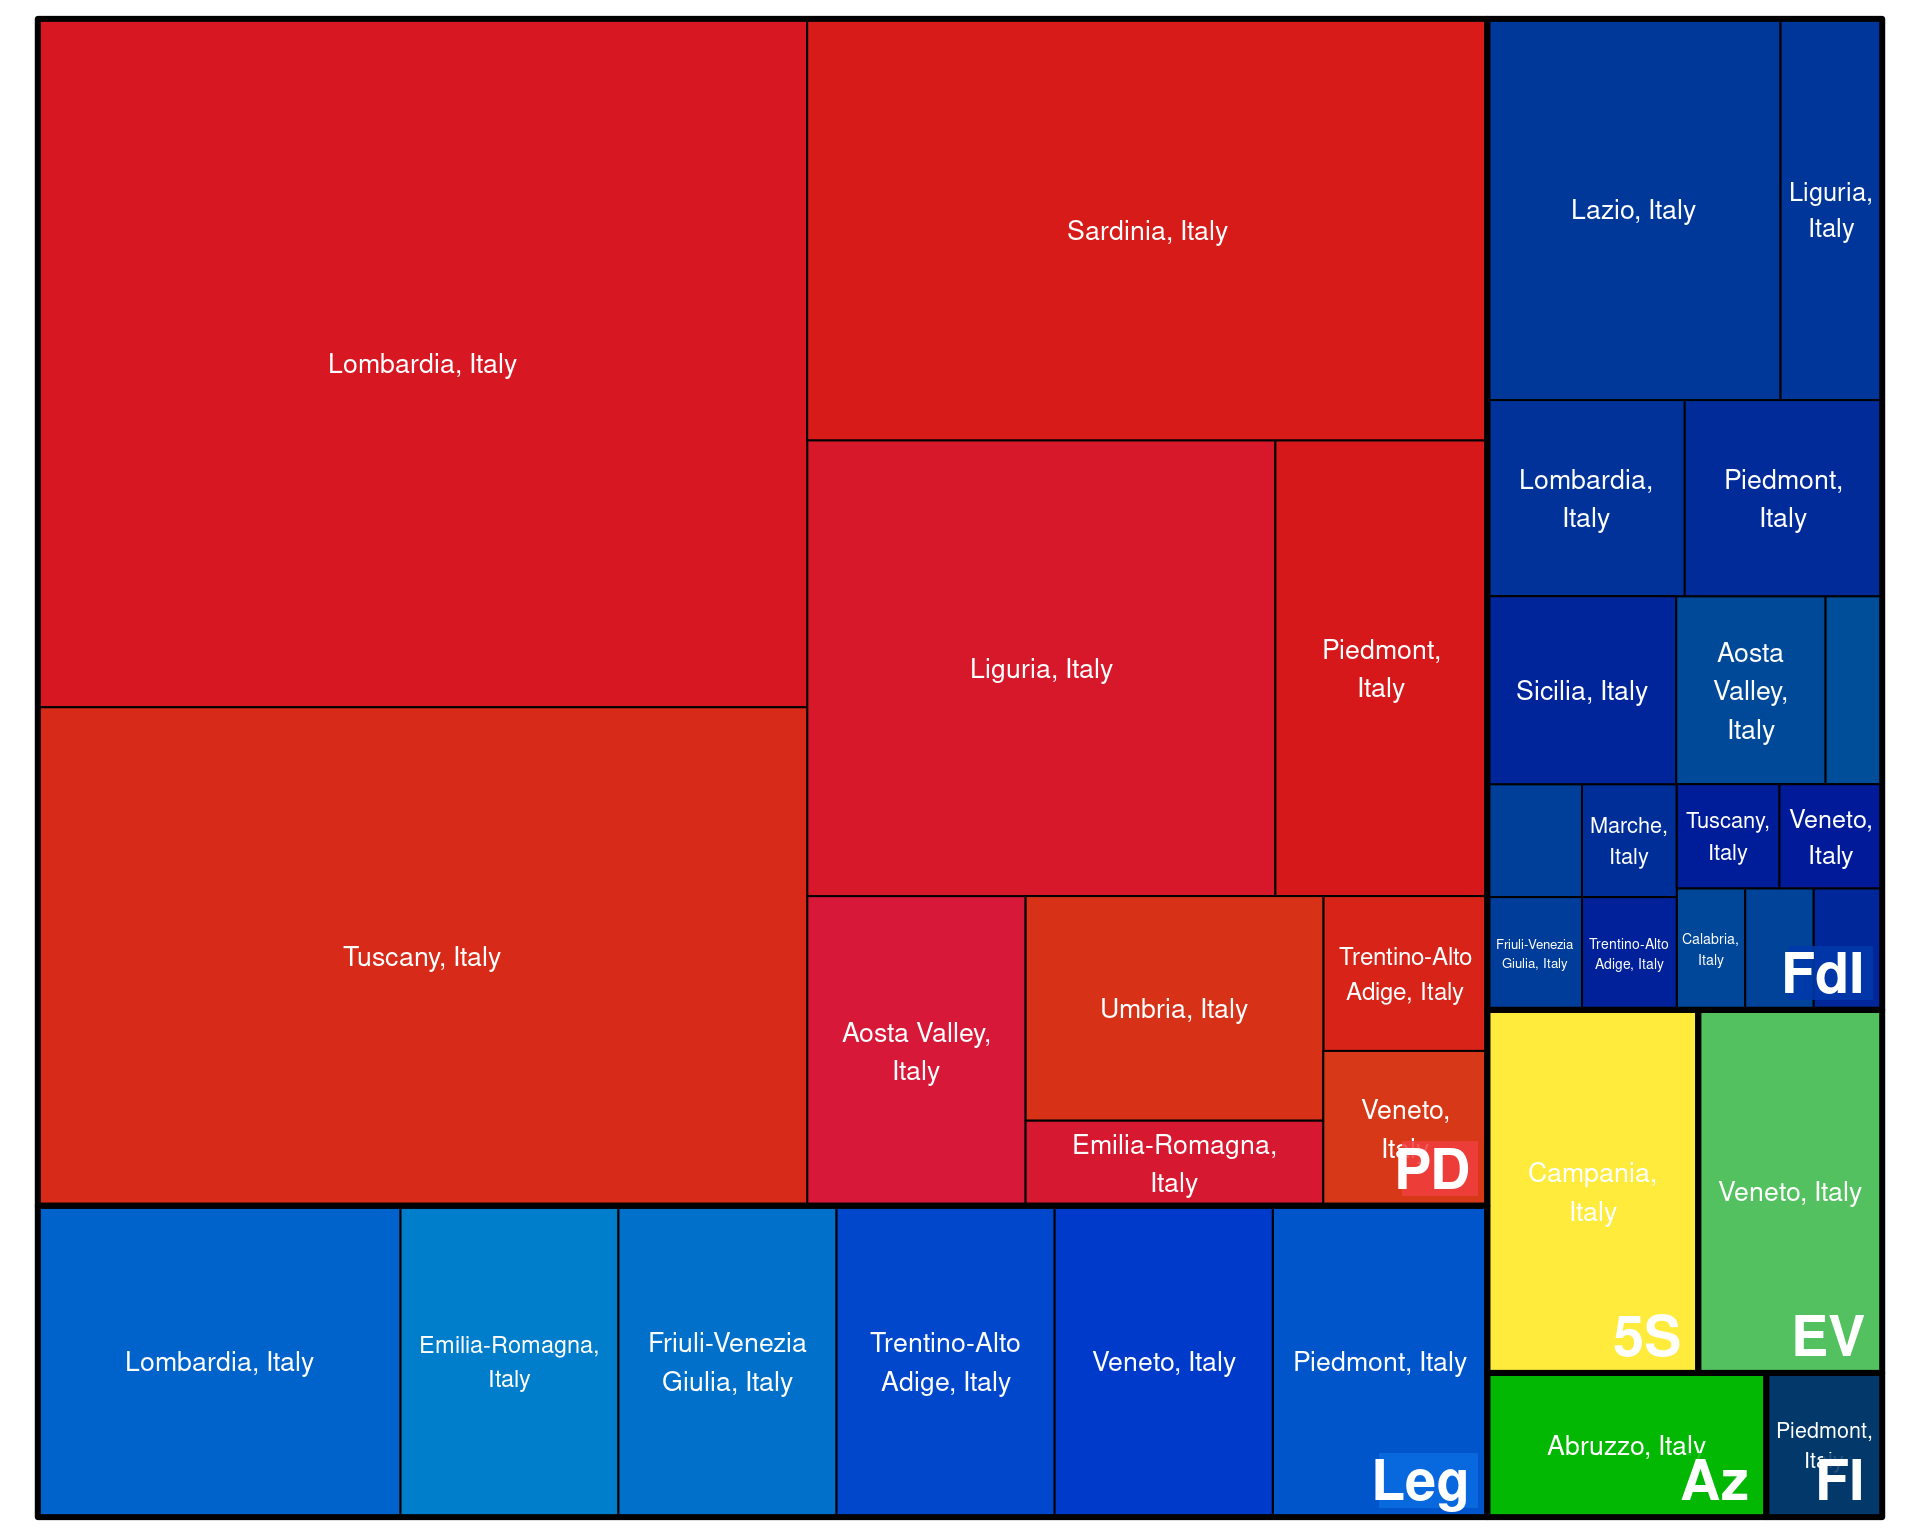 Lombardia, Italy
Sardinia, Italy
Liguria, Italy
Piedmont,
Italy
Tuscany, Italy
Aosta Valley,
Italy
Umbria, Italy
Emilia-Romagna,
Italy
Trentino-Alto
Adige, Italy
Veneto,
Italy
PD
Lombardia, Italy
Emilia-Romagna,
Italy
Friuli-Venezia
Giulia, Italy
Trentino-Alto
Adige, Italy
Veneto, Italy
Piedmont, Italy
Leg
Lazio, Italy
Liguria,
Italy
Lombardia,
Italy
Piedmont,
Italy
Sicilia, Italy
Aosta
Valley,
Italy
Marche,
Italy
Tuscany,
Italy
Veneto,
Italy
Friuli-Venezia
Giulia, Italy
Trentino-Alto
Adige, Italy
Calabria,
Italy
FdI
Campania,
Italy
5S
Veneto, Italy
EV
Abruzzo, Italy
Az
Piedmont,
Italy
FI